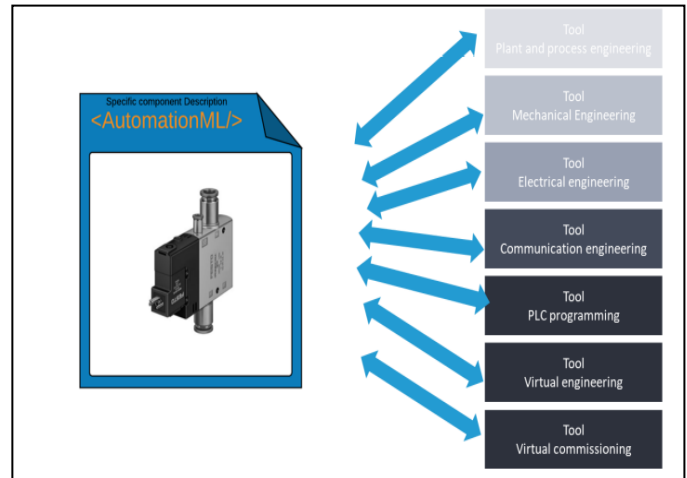 Specific component Description
<AutomationML/>
Tool
Plant and process engineering
Tool
Mechanical Engineering
Tool
Electrical engineering
Tool
Communication engineering
Tool
PLC programming
Tool
Virtual engineering
Tool
Virtual commissioning